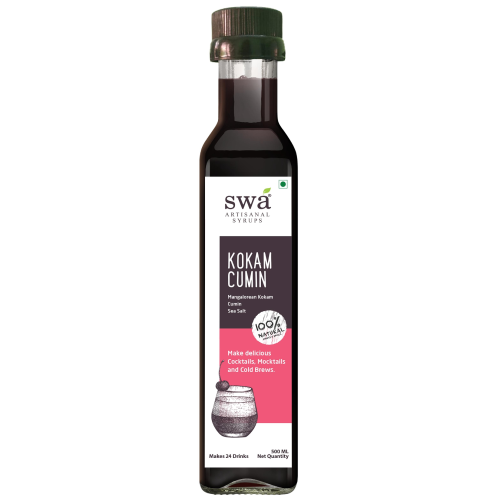 swá®
ARTISANAL
SYRUPS
KOKAM
CUMIN
Mangalorean Kokam
Cumin
Sea Salt
100%
NATURAL
Make delicious
Cocktails, Mocktails
and Cold Brews.
Makes 24 Drinks
500 ML
Net Quantity